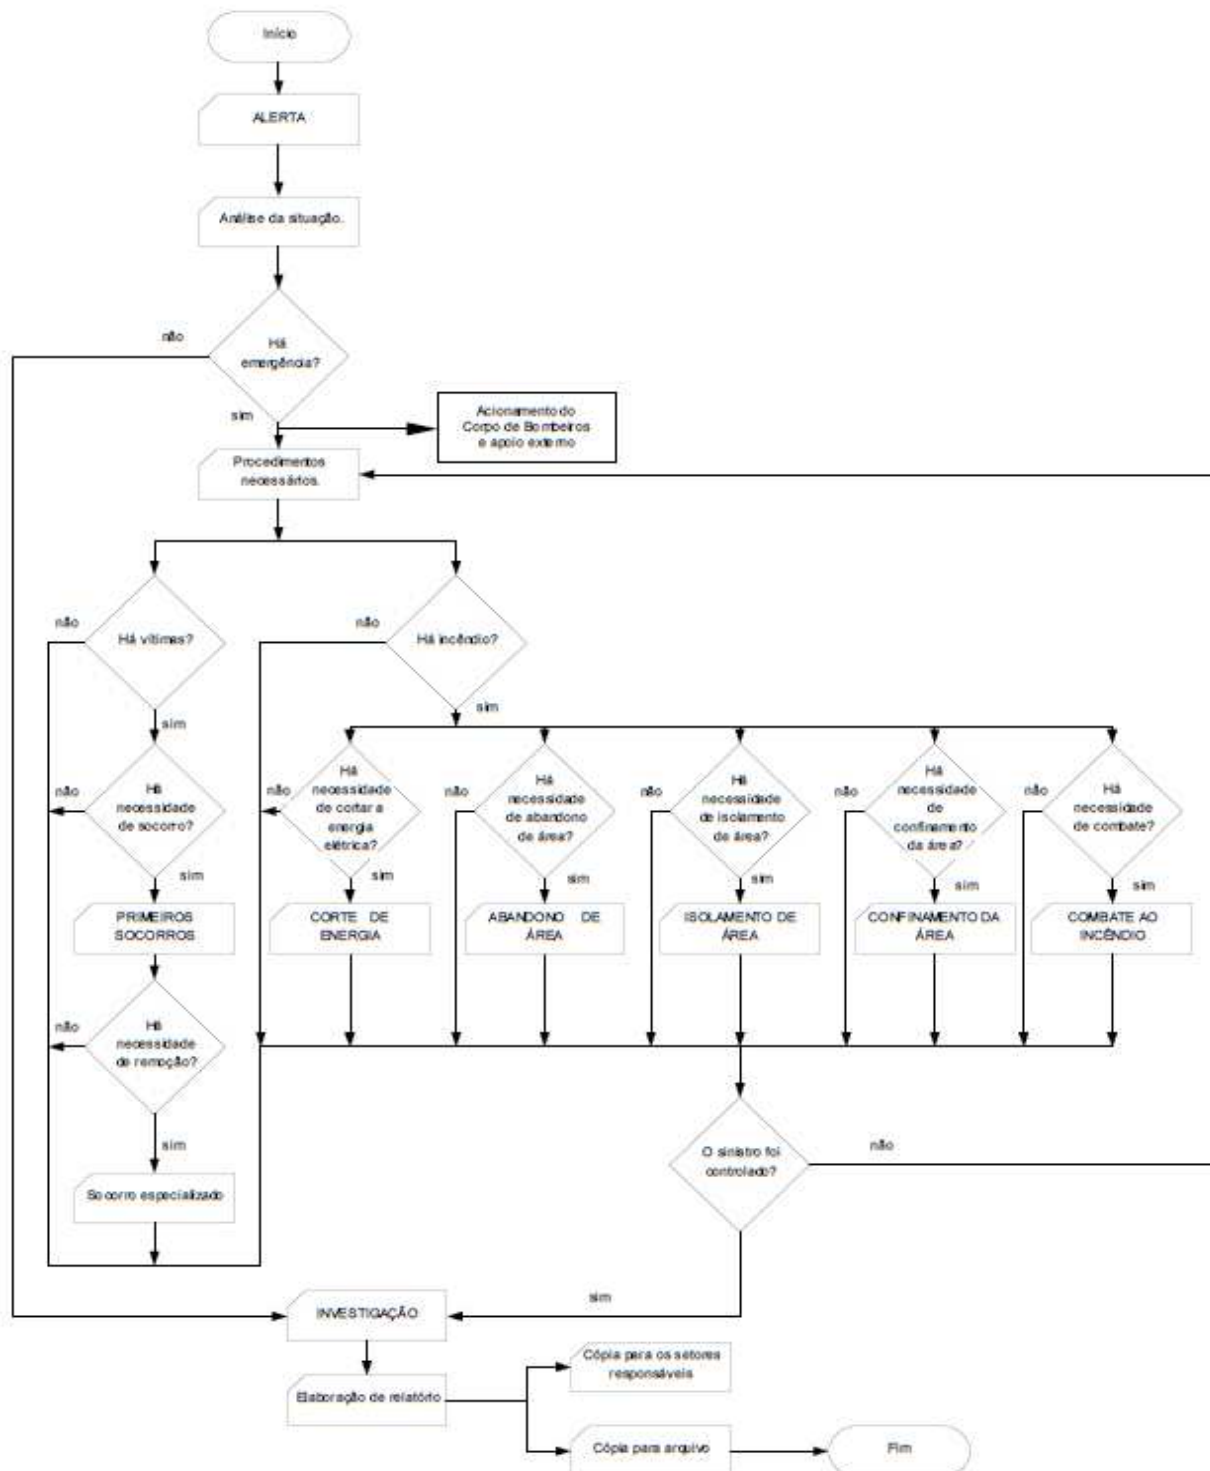 Início
ALERTA
Análise da situação.
não
Há
emergência?
sim
Acionamento do
Corpo de Bombeiros
e apoio externo
Procedimentos
necessários.
não
Há vítimas?
sim
não
Há incêndio?
sim
não
Há
necessidade
de socorro?
sim
não
Há
necessidade
de cortar a
energia
elétrica?
sim
não
Há
necessidade
de abandono
de área?
sim
não
Há
necessidade
de isolamento
de área?
sim
não
Há
necessidade
de
confinamento
da área?
sim
não
Há
necessidade
de combate?
sim
PRIMEIROS
SOCORROS
CORTE DE
ENERGIA
ABANDONO DE
ÁREA
ISOLAMENTO DE
ÁREA
CONFINAMENTO DA
ÁREA
COMBATE AO
INCÊNDIO
não
Há
necessidade
de remoção?
sim
Socorro especializado
O sinistro foi
controlado?
não
sim
INVESTIGAÇÃO
Elaboração de relatório
Cópia para os setores
responsáveis
Cópia para arquivo
Fim